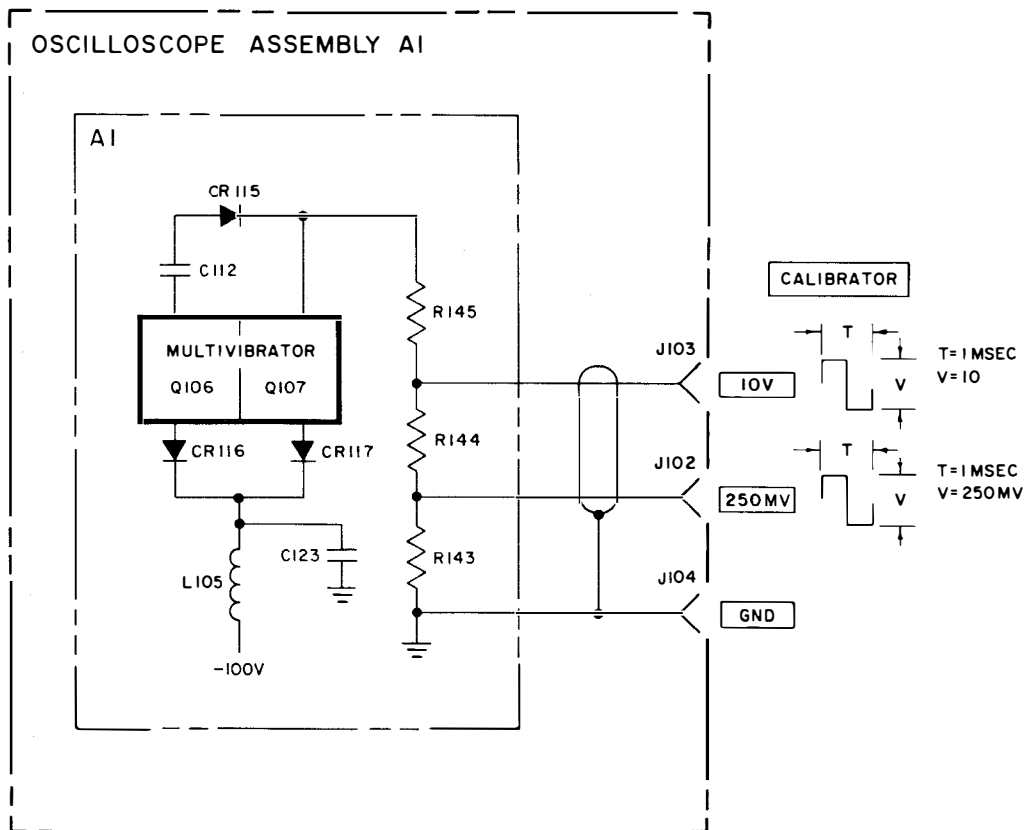 OSCILLOSCOPE ASSEMBLY A1
A1
CR115
C112
R145
CALIBRATOR
MULTIVIBRATOR
Q106 Q107
J103
10V
T
V
T=1MSEC
V=10
CR116
CR117
R144
J102
250MV
T
V
T=1MSEC
V=250MV
L105
C123
R143
J104
GND
-100V